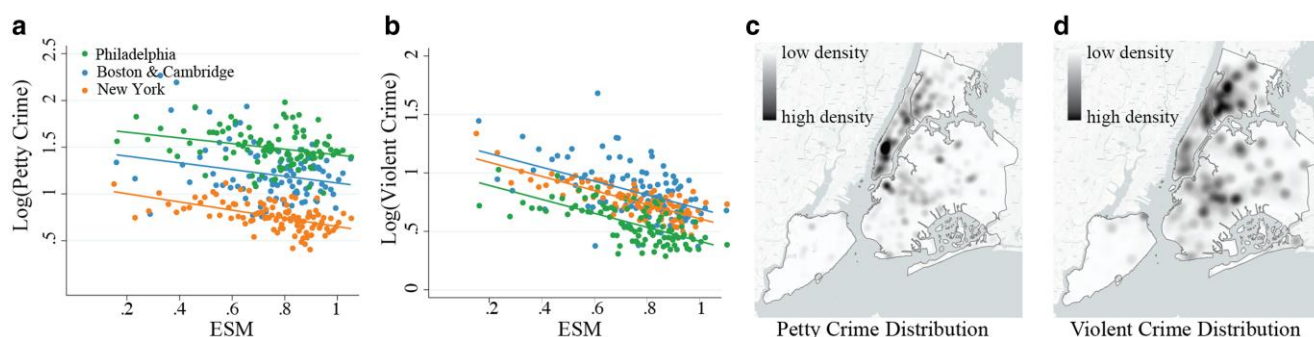 a
Philadelphia
Boston & Cambridge
New York
Log(Petty Crime)
2.5
2
1.5
1
.5
.2 .4 .6 .8 1
ESM
b
Log(Violent Crime)
2
1.5
1
.5
0
.2 .4 .6 .8 1
ESM
c
low density
high density
Petty Crime Distribution
d
low density
high density
Violent Crime Distribution